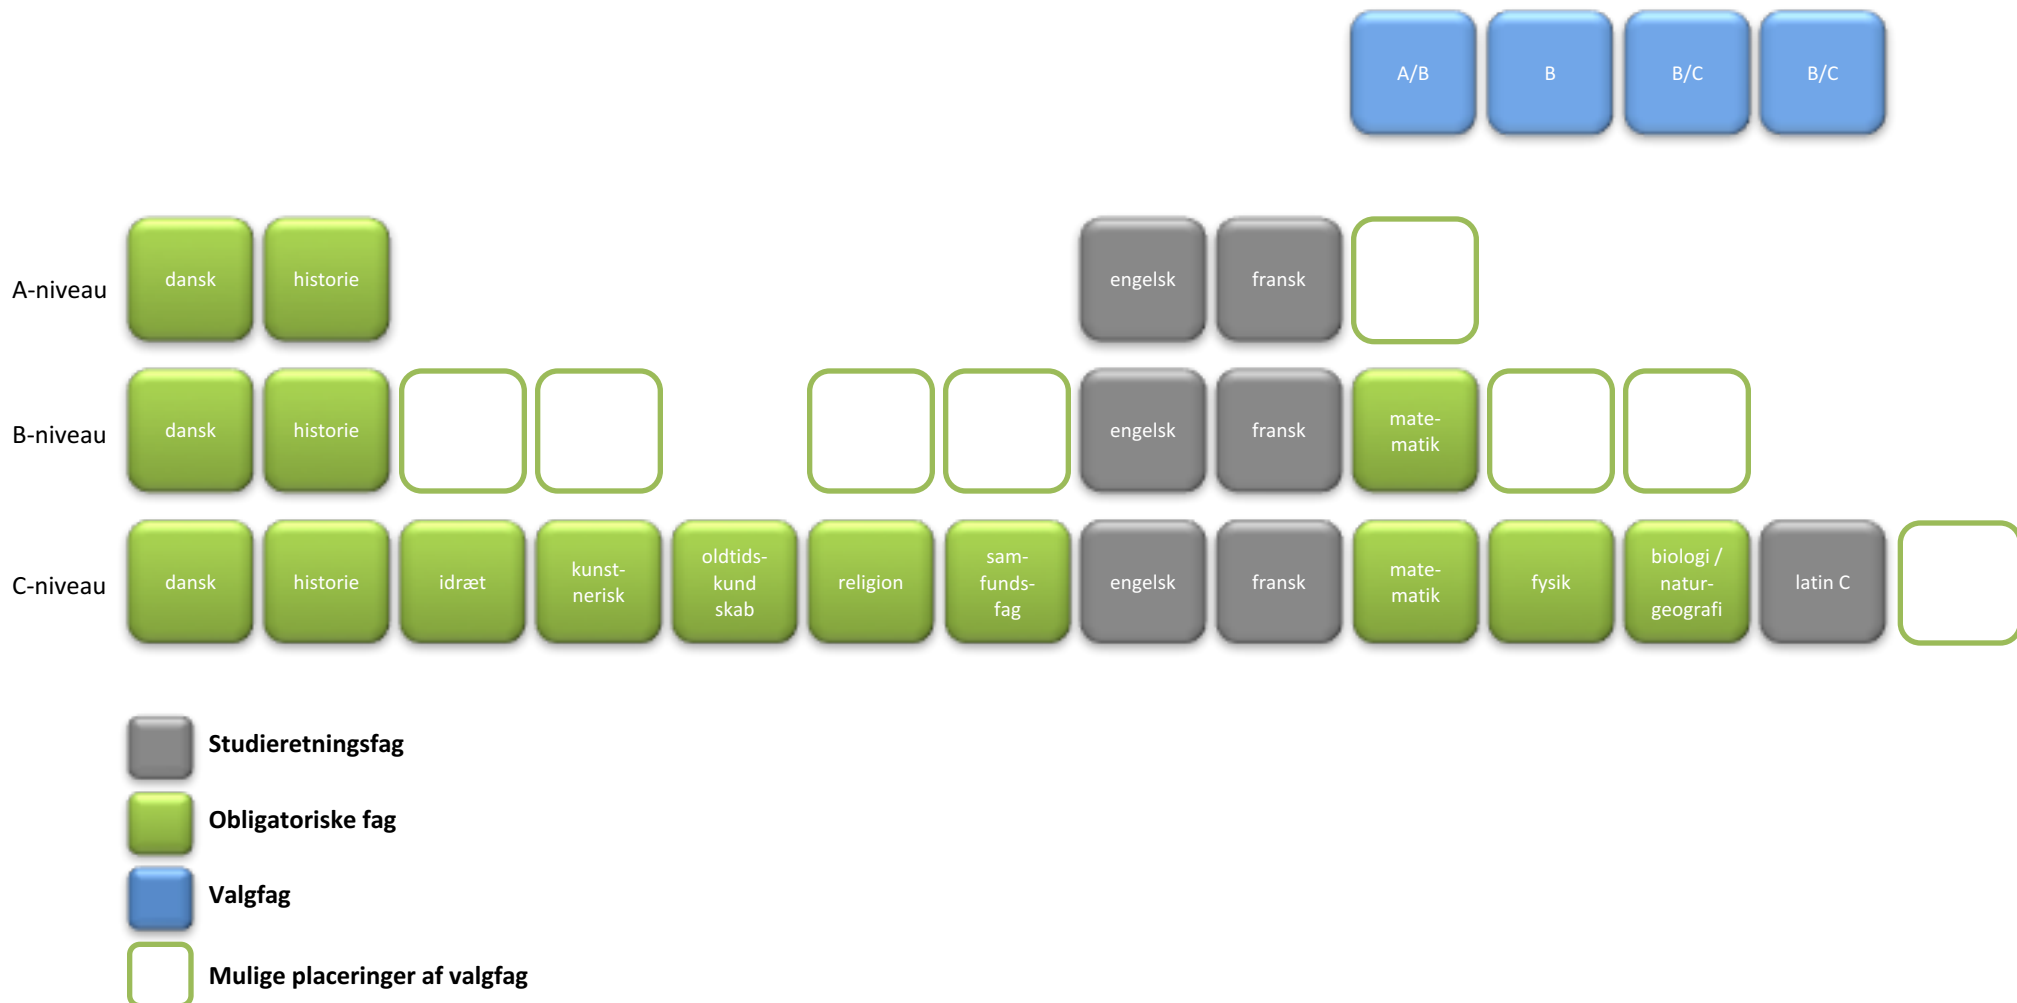 A/B B B/C B/C
A-niveau dansk historie engelsk fransk
B-niveau dansk historie engelsk fransk mate-
matik
C-niveau dansk historie idræt kunst-
nerisk oldtids-
kund
skab religion sam-
funds-
fag engelsk fransk mate-
matik fysik biologi /
natur-
geografi latin C
Studieretningsfag
Obligatoriske fag
Valgfag
Mulige placeringer af valgfag